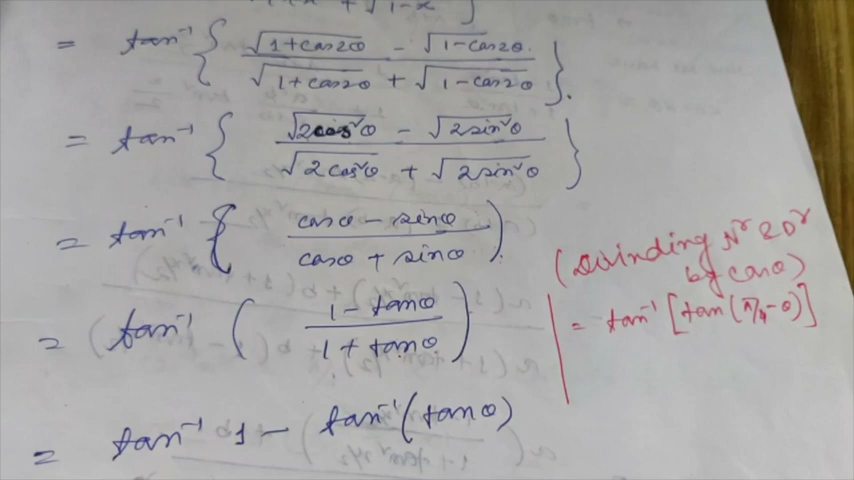 √1-x }
= tan⁻¹ { (√1+cos2θ - √1-cos2θ) / (√1+cos2θ + √1-cos2θ) }.
= tan⁻¹ { (√2cos²θ - √2sin²θ) / (√2cos²θ + √2sin²θ) }
= tan⁻¹ { (cosθ - sinθ) / (cosθ + sinθ) }.
= tan⁻¹ ( (1 - tanθ) / (1 + tanθ) )
= tan⁻¹ 1 - tan⁻¹(tanθ)
(Dividing Nʳ & Dʳ
by cosθ)
= tan⁻¹ [tan(π/4-θ)]